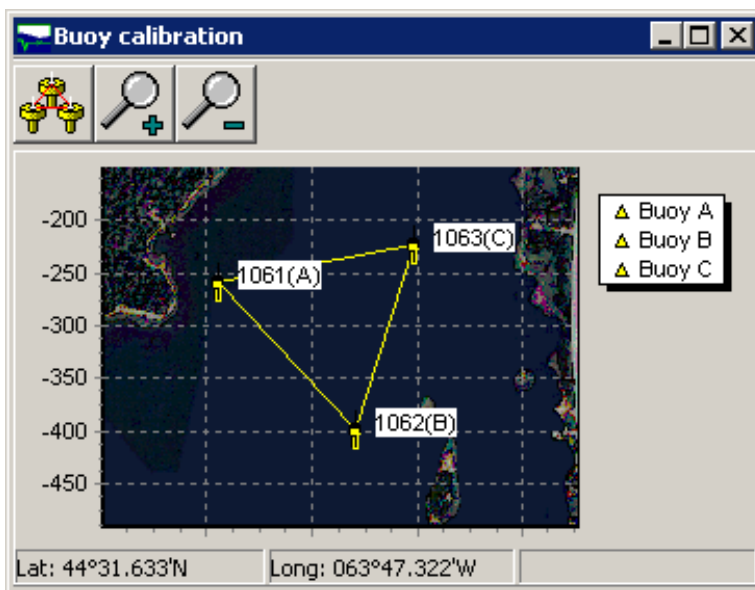 Buoy calibration
-200
-250
-300
-350
-400
-450
1061(A)
1063(C)
1062(B)
Buoy A
Buoy B
Buoy C
Lat: 44°31.633'N
Long: 063°47.322'W